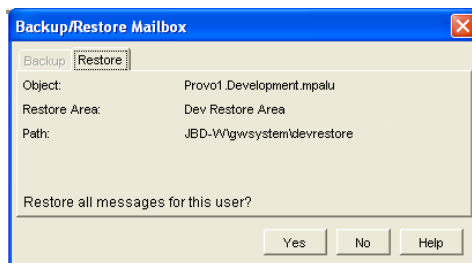 Backup/Restore Mailbox
Backup Restore
Object: Provo1.Development.mpalu
Restore Area: Dev Restore Area
Path: JBD-W\gwsystem\devrestore
Restore all messages for this user?
Yes No Help